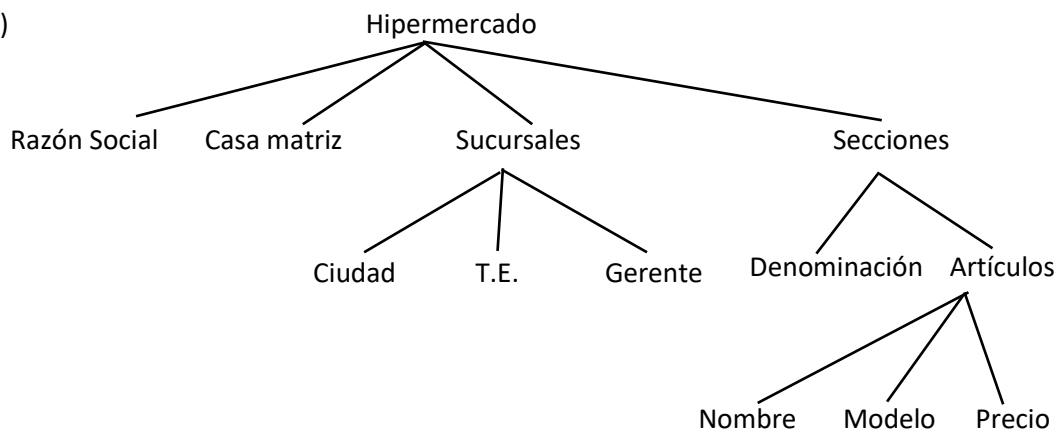 )
Hipermercado
Razón Social Casa matriz Sucursales Secciones
Ciudad T.E. Gerente Denominación Artículos
Nombre Modelo Precio